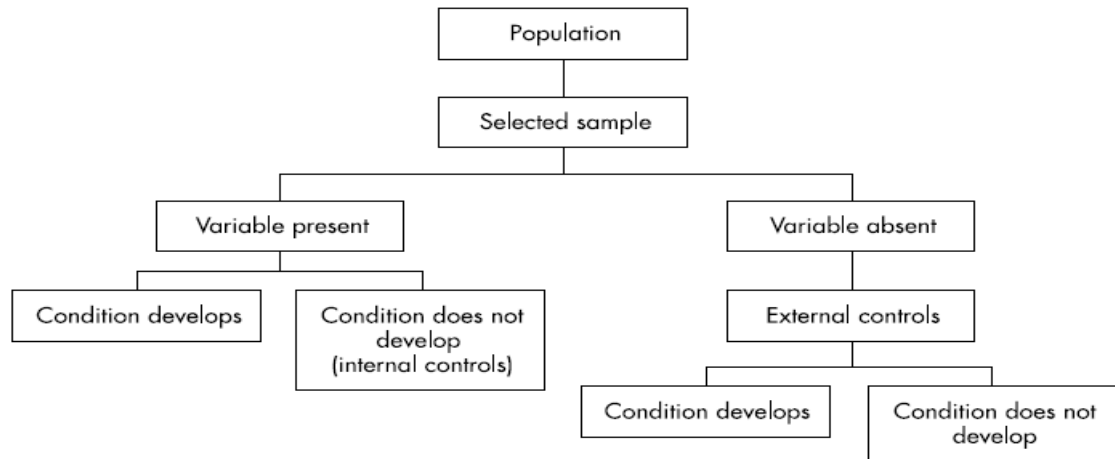 Population
Selected sample
Variable present
Variable absent
Condition develops
Condition does not
develop
(internal controls)
External controls
Condition develops
Condition does not
develop